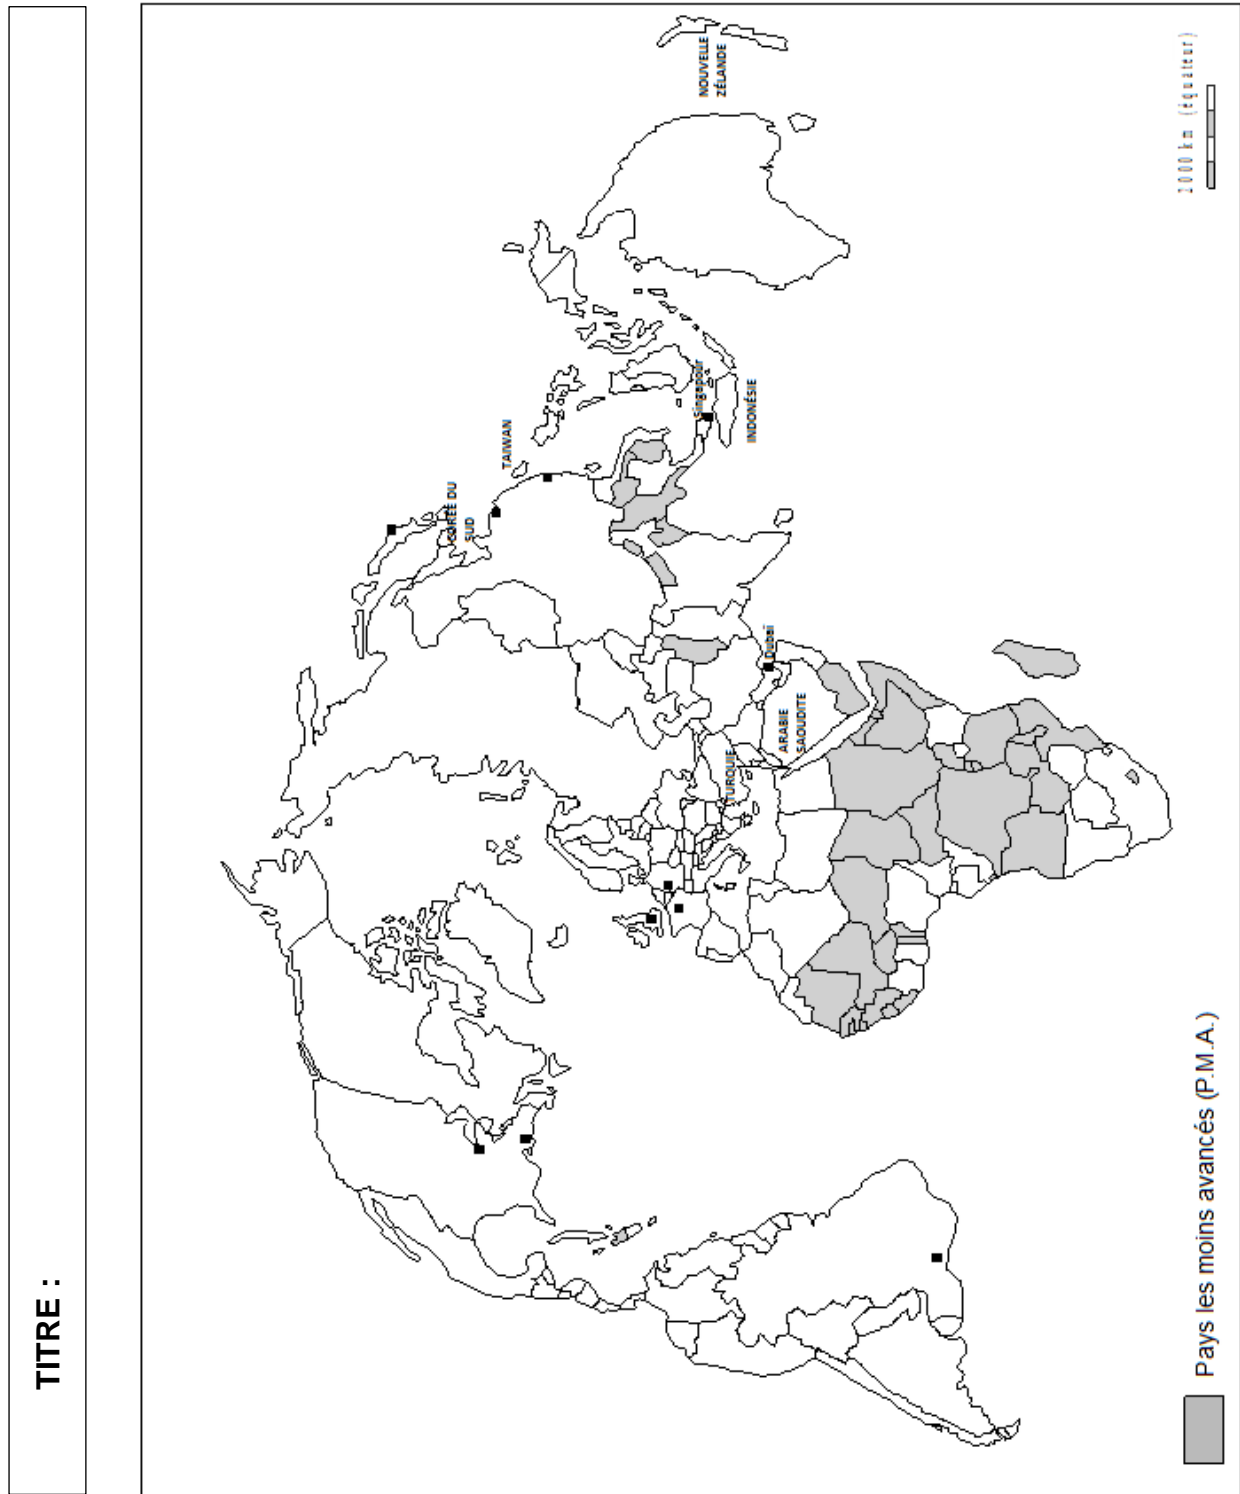 TITRE :
NOUVELLE
ZÉLANDE
TAIWAN
CORÉE DU
SUD
Singapour
INDONÉSIE
Dubaï
ARABIE
SAOUDITE
TURQUIE
km (équateur)
Pays les moins avancés (P.M.A.)